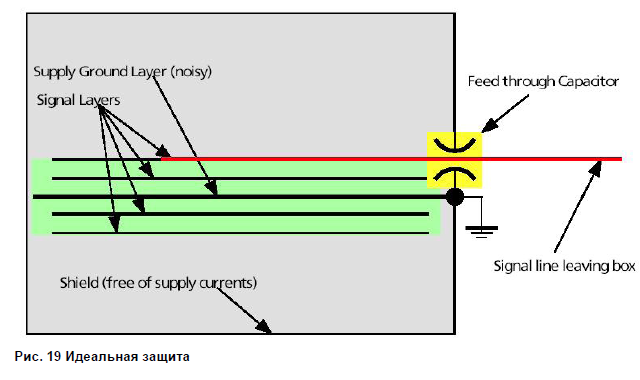 Supply Ground Layer (noisy)
Signal Layers
Feed through Capacitor
Signal line leaving box
Shield (free of supply currents)
Рис. 19 Идеальная защита